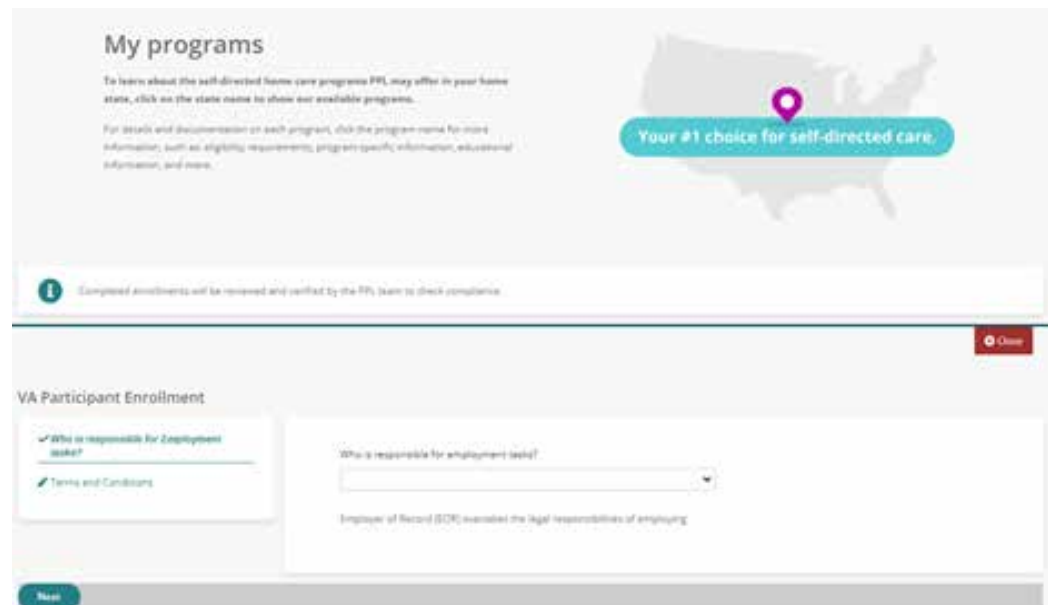 My programs
To learn about the self-directed home care programs PPL may offer in your home
state, click on the state name to show our available programs.
For details and documentation on each program, click the program name for more
information, such as eligibility requirements, program-specific information, educational
information, and more.
Your #1 choice for self-directed care.
Completed enrollments will be reviewed and verified by the PPL team to check compliance.
Close
VA Participant Enrollment
Who is responsible for Employment
tasks?
Terms and Conditions
Who is responsible for employment tasks?
Employer of Record (EOR) executes the legal responsibilities of employing
Next